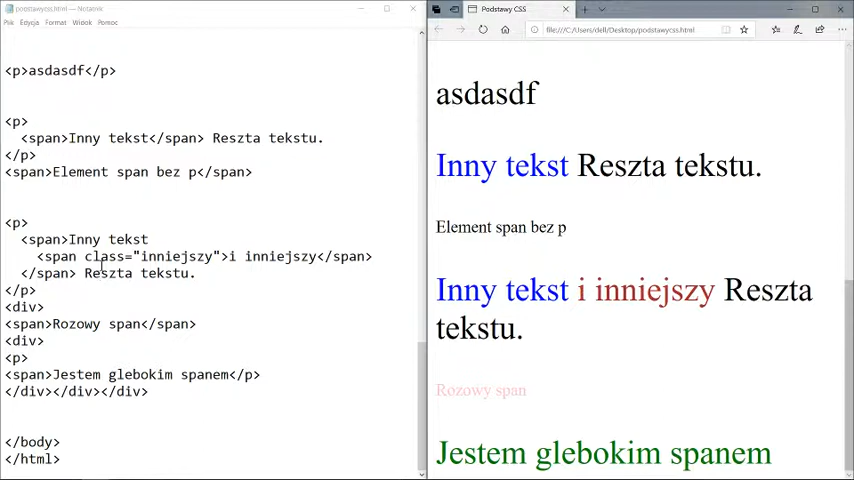 podstawycss.html — Notatnik
Plik Edycja Format Widok Pomoc
<p>asdasdf</p>
<p>
<span>Inny tekst</span> Reszta tekstu.
</p>
<span>Element span bez p</span>
<p>
<span>Inny tekst
<span class="inniejszy">i inniejszy</span>
</span> Reszta tekstu.
</p>
<div>
<span>Rozowy span</span>
<div>
<p>
<span>Jestem glebokim spanem</p>
</div></div></div>
</body>
</html>
Podstawy CSS
file:///C:/Users/dell/Desktop/podstawycss.html
asdasdf
Inny tekst Reszta tekstu.
Element span bez p
Inny tekst i inniejszy Reszta
tekstu.
Rozowy span
Jestem glebokim spanem